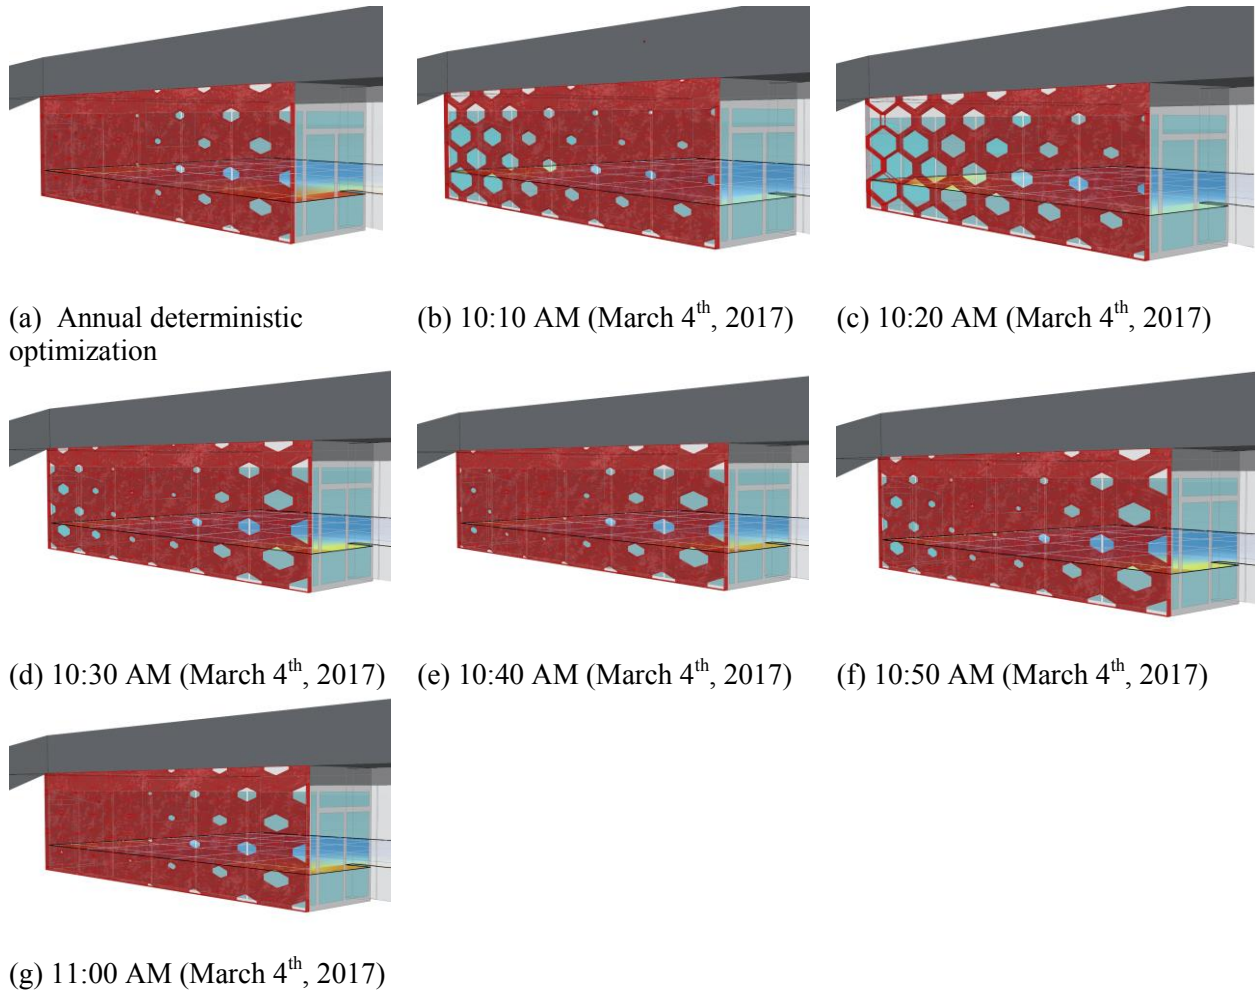 (a) Annual deterministic
optimization
(b) 10:10 AM (March 4th, 2017)
(c) 10:20 AM (March 4th, 2017)
(d) 10:30 AM (March 4th, 2017)
(e) 10:40 AM (March 4th, 2017)
(f) 10:50 AM (March 4th, 2017)
(g) 11:00 AM (March 4th, 2017)